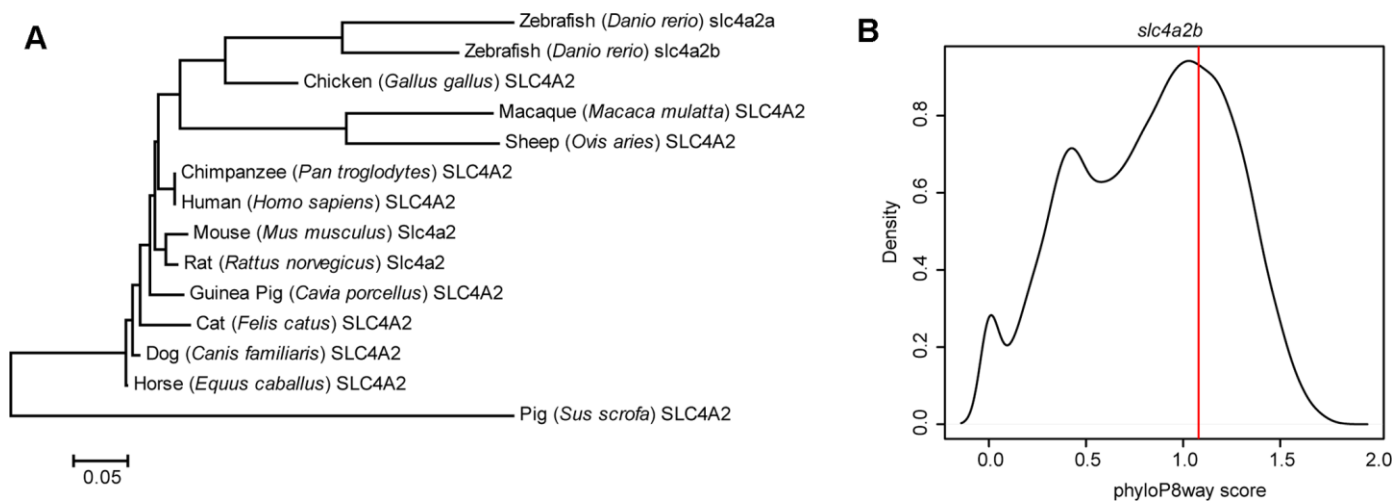 A
Zebrafish (Danio rerio) slc4a2a
Zebrafish (Danio rerio) slc4a2b
Chicken (Gallus gallus) SLC4A2
Macaque (Macaca mulatta) SLC4A2
Sheep (Ovis aries) SLC4A2
Chimpanzee (Pan troglodytes) SLC4A2
Human (Homo sapiens) SLC4A2
Mouse (Mus musculus) Slc4a2
Rat (Rattus norvegicus) Slc4a2
Guinea Pig (Cavia porcellus) SLC4A2
Cat (Felis catus) SLC4A2
Dog (Canis familiaris) SLC4A2
Horse (Equus caballus) SLC4A2
Pig (Sus scrofa) SLC4A2
0.05
B
slc4a2b
Density
0.8
0.6
0.4
0.2
0.0
0.0 0.5 1.0 1.5 2.0
phyloP8way score